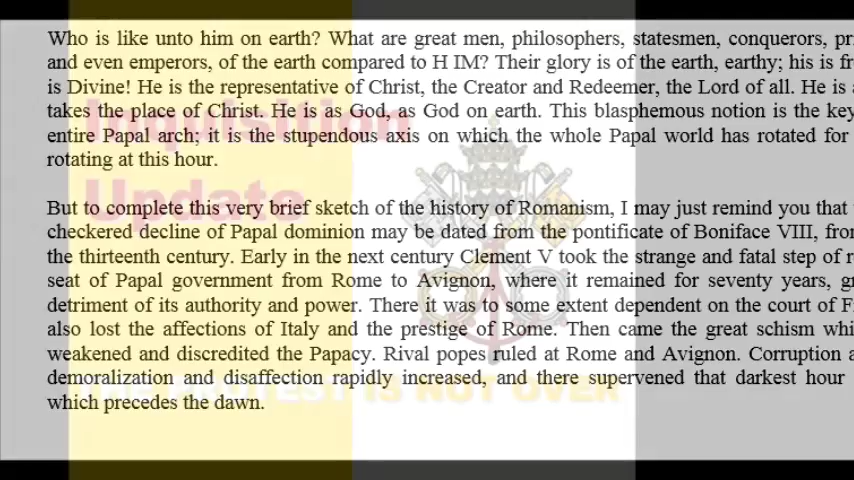 Who is like unto him on earth? What are great men, philosophers, statesmen, conquerors,
and even emperors, of the earth compared to H IM? Their glory is of the earth, earthy; his is
is Divine! He is the representative of Christ, the Creator and Redeemer, the Lord of all. He is
takes the place of Christ. He is as God, as God on earth. This blasphemous notion is the
entire Papal arch; it is the stupendous axis on which the whole Papal world has rotated for
rotating at this hour.
But to complete this very brief sketch of the history of Romanism, I may just remind you that
checkered decline of Papal dominion may be dated from the pontificate of Boniface VIII,
the thirteenth century. Early in the next century Clement V took the strange and fatal step of
seat of Papal government from Rome to Avignon, where it remained for seventy years,
detriment of its authority and power. There it was to some extent dependent on the court of
also lost the affections of Italy and the prestige of Rome. Then came the great schism
weakened and discredited the Papacy. Rival popes ruled at Rome and Avignon. Corruption
demoralization and disaffection rapidly increased, and there supervened that darkest hour
which precedes the dawn.
Inquisition
Update
THE PROTEST IS NOT OVER